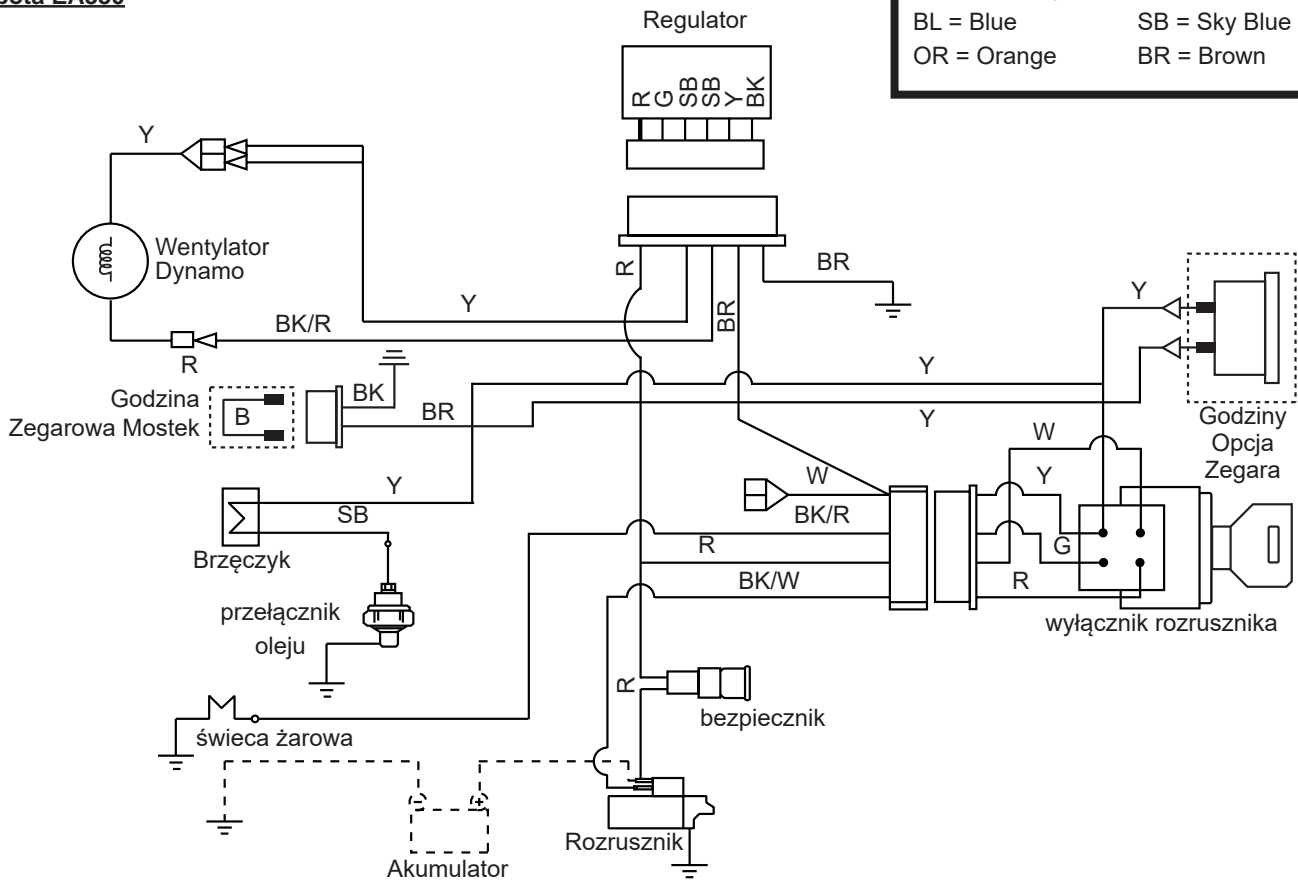 Regulator
BL = Blue
SB = Sky Blue
OR = Orange
BR = Brown
R
G
SB
SB
Y
BK
Y
Wentylator
Dynamo
R
BR
BR
Y
Y
BK/R
R
Godzina
Zegarowa Mostek
B
BK
BR
Y
Y
Godziny
Opcja
Zegara
W
W
Y
Y
SB
Brzęczyk
BK/R
R
G
BK/W
R
przełącznik
oleju
wyłącznik rozrusznika
R
bezpiecznik
świeca żarowa
Rozrusznik
Akumulator